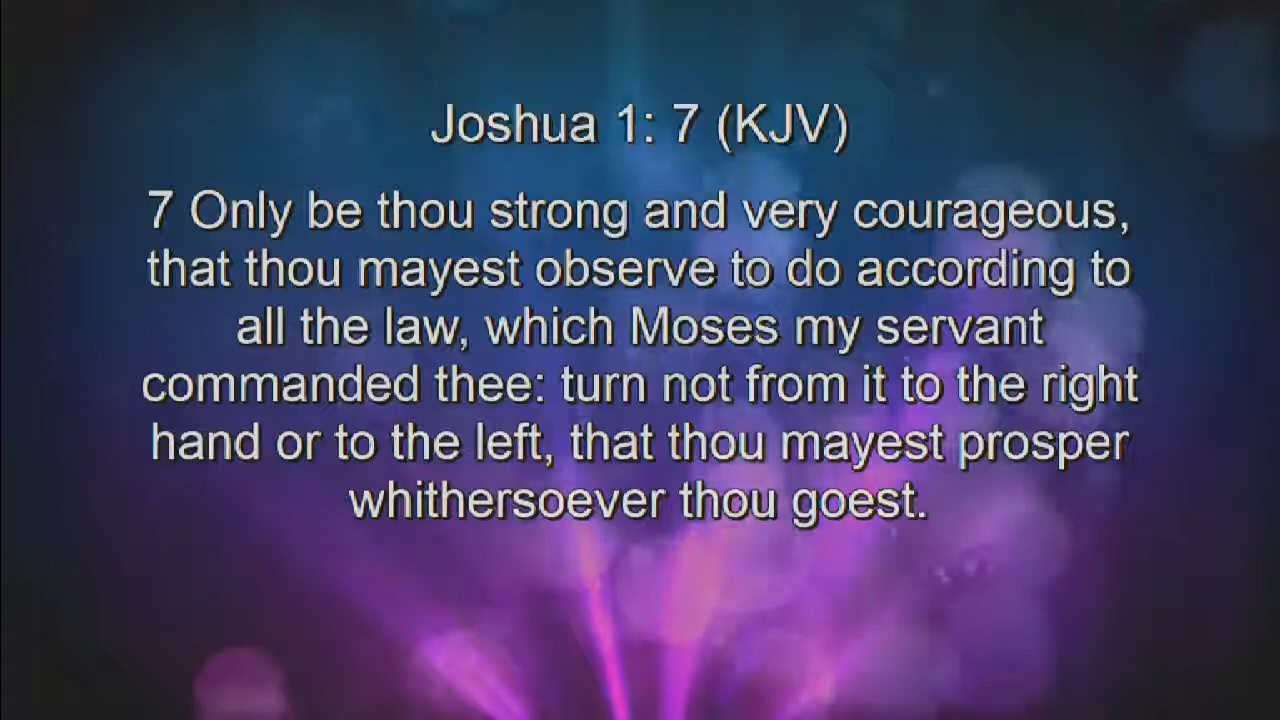 Joshua 1: 7 (KJV)
7 Only be thou strong and very courageous,
that thou mayest observe to do according to
all the law, which Moses my servant
commanded thee: turn not from it to the right
hand or to the left, that thou mayest prosper
whithersoever thou goest.